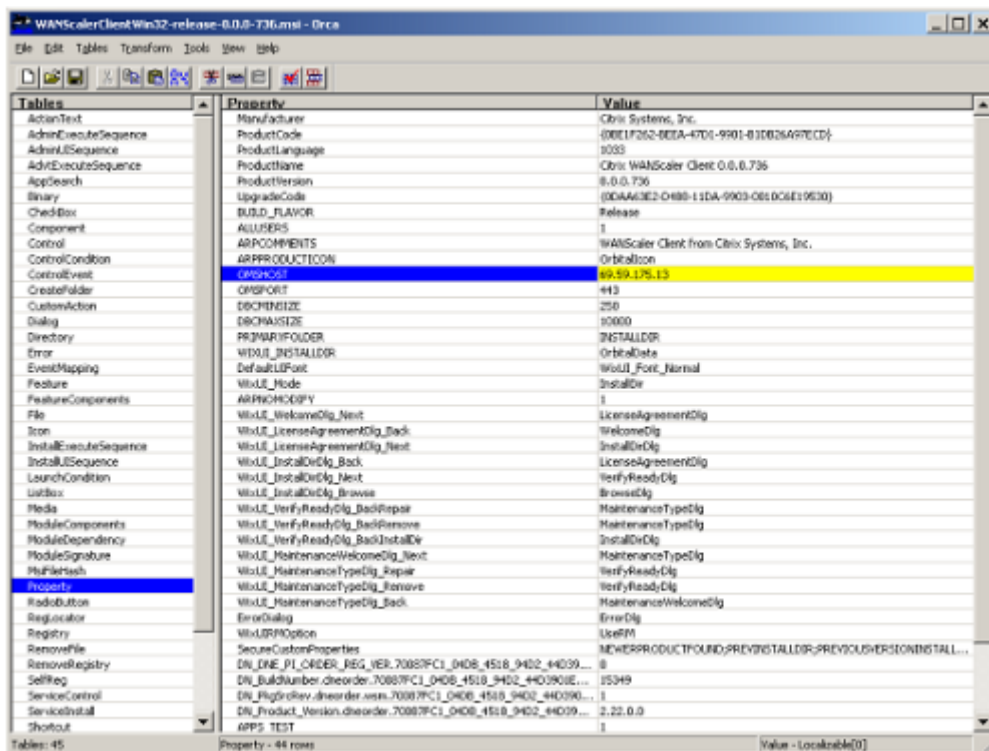 WANScalerClientWin32-release-0.0.0-736.msi - Orca
File Edit Tables Transform Tools View Help
Tables Property Value
ActionText Manufacturer Citrix Systems, Inc.
AdminExecuteSequence ProductCode
AdminUISequence ProductLanguage 1033
AdvtExecuteSequence ProductName Citrix WANScaler Client 0.0.0.736
AppSearch ProductVersion 0.0.0.736
Binary UpgradeCode
CheckBox BUILD_FLAVOR Release
Component ALLUSERS 1
Control ARPCOMMENTS WANScaler Client from Citrix Systems, Inc.
ControlCondition ARPPRODUCTICON OrbitalIcon
ControlEvent OMSHOST 69.59.175.13
CreateFolder OMSPORT 443
CustomAction DBCMINSIZE 250
Dialog DBCMAXSIZE 10000
Directory PRIMARYFOLDER INSTALLDIR
Error WIXUI_INSTALLDIR OrbitalData
EventMapping DefaultUIFont WixUI_Font_Normal
Feature WixUI_Mode InstallDir
FeatureComponents ARPNOMODIFY 1
File WixUI_WelcomeDlg_Next LicenseAgreementDlg
Icon WixUI_LicenseAgreementDlg_Back WelcomeDlg
InstallExecuteSequence WixUI_LicenseAgreementDlg_Next InstallDirDlg
InstallUISequence WixUI_InstallDirDlg_Back LicenseAgreementDlg
LaunchCondition WixUI_InstallDirDlg_Next VerifyReadyDlg
ListBox WixUI_InstallDirDlg_Browse BrowseDlg
Media WixUI_VerifyReadyDlg_BackRepair MaintenanceTypeDlg
ModuleComponents WixUI_VerifyReadyDlg_BackRemove MaintenanceTypeDlg
ModuleDependency WixUI_VerifyReadyDlg_BackInstallDir InstallDirDlg
ModuleSignature WixUI_MaintenanceWelcomeDlg_Next MaintenanceTypeDlg
MsiFileHash WixUI_MaintenanceTypeDlg_Repair VerifyReadyDlg
Property WixUI_MaintenanceTypeDlg_Remove VerifyReadyDlg
RadioButton WixUI_MaintenanceTypeDlg_Back MaintenanceWelcomeDlg
RegLocator ErrorDialog ErrorDlg
Registry WixUIRMOption UseRM
RemoveFile SecureCustomProperties NEWERPRODUCTFOUND;PREVINSTALLDIR;PREVIOUSVERSIONINSTALL...
RemoveRegistry 0
SelfReg 15349
ServiceControl 1
ServiceInstall 2.22.0.0
Shortcut APPS_TEST 1
Tables: 45 Property - 44 rows Value - Localizable[0]